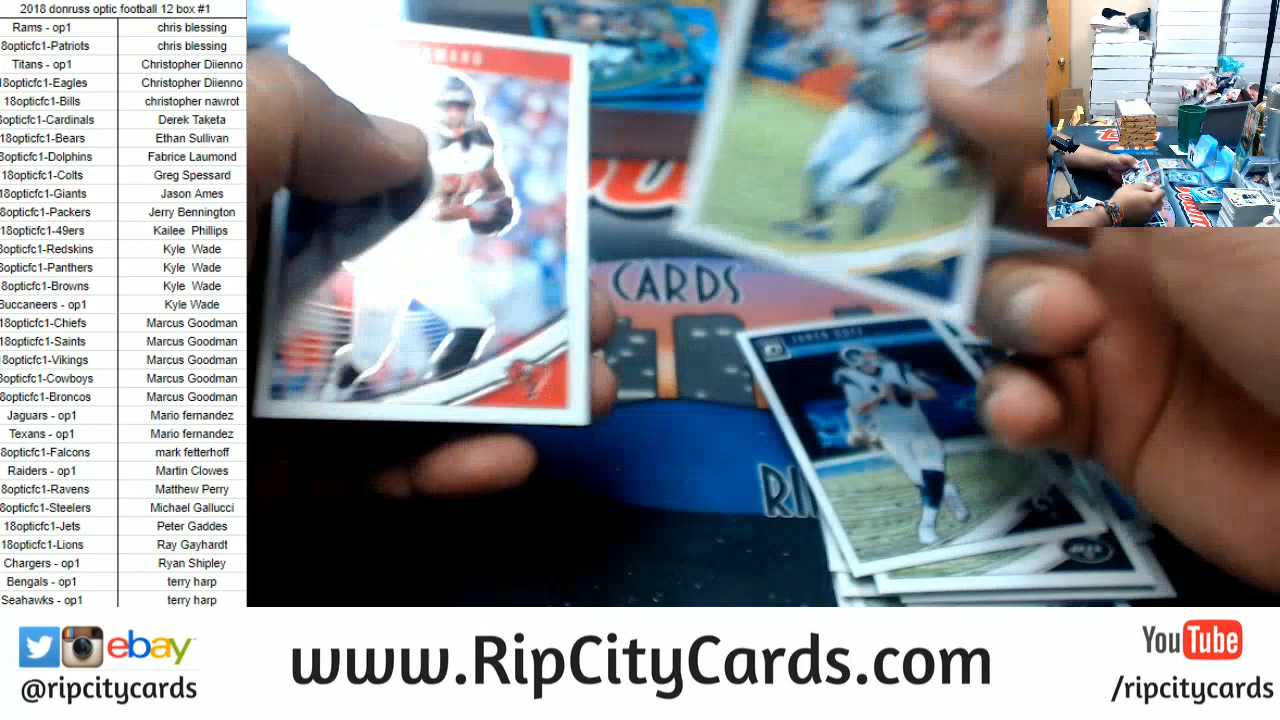 2018 donruss optic football 12 box #1
Rams - op1 chris blessing
8opticfc1-Patriots chris blessing
Titans - op1 Christopher Diienno
18opticfc1-Eagles Christopher Diienno
18opticfc1-Bills christopher nawrot
8opticfc1-Cardinals Derek Taketa
18opticfc1-Bears Ethan Sullivan
8opticfc1-Dolphins Fabrice Laumond
18opticfc1-Colts Greg Spessard
18opticfc1-Giants Jason Ames
8opticfc1-Packers Jerry Bennington
18opticfc1-49ers Kailee Phillips
8opticfc1-Redskins Kyle Wade
8opticfc1-Panthers Kyle Wade
8opticfc1-Browns Kyle Wade
Buccaneers - op1 Kyle Wade
18opticfc1-Chiefs Marcus Goodman
18opticfc1-Saints Marcus Goodman
18opticfc1-Vikings Marcus Goodman
8opticfc1-Cowboys Marcus Goodman
8opticfc1-Broncos Marcus Goodman
Jaguars - op1 Mario fernandez
Texans - op1 Mario fernandez
8opticfc1-Falcons mark fetterhoff
Raiders - op1 Martin Clowes
8opticfc1-Ravens Matthew Perry
8opticfc1-Steelers Michael Gallucci
18opticfc1-Jets Peter Gaddes
18opticfc1-Lions Ray Gayhardt
Chargers - op1 Ryan Shipley
Bengals - op1 terry harp
Seahawks - op1 terry harp
CARDS
JARED GOFF
ebay
@ripcitycards
www.RipCityCards.com
YouTube
/ripcitycards